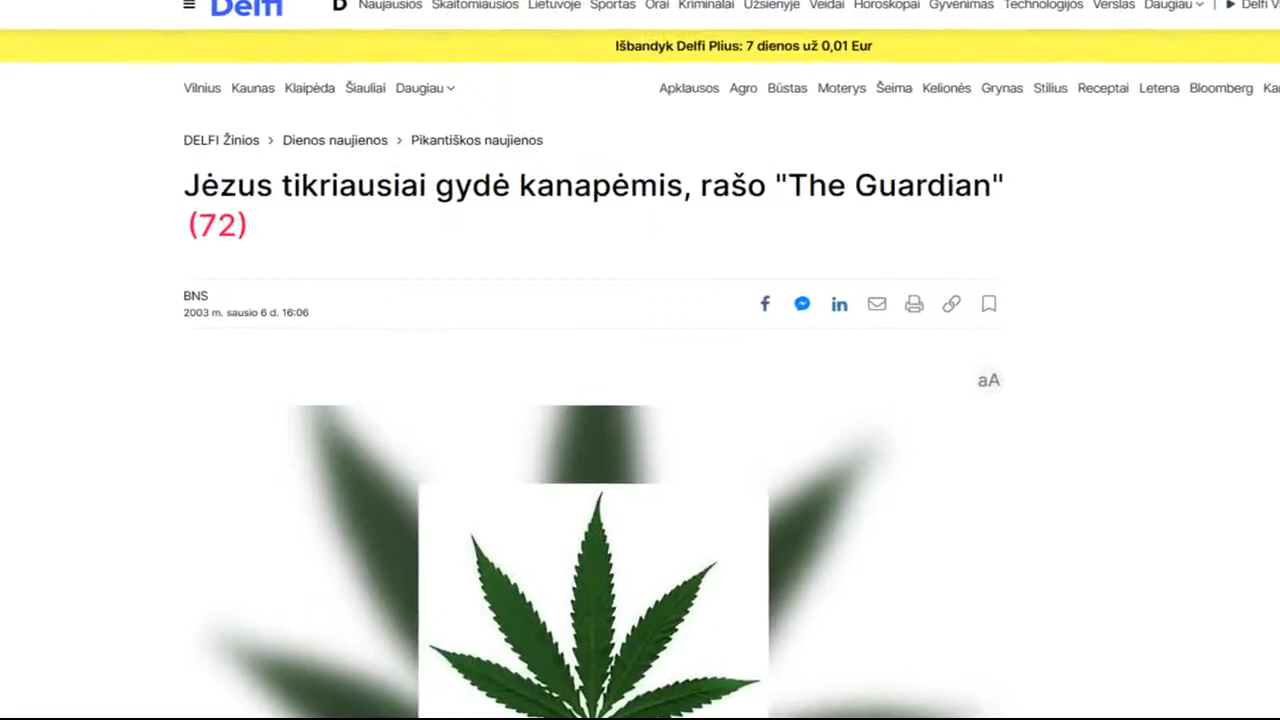 Delfi D Naujausios Skaitomiausios Lietuvoje Sportas Orai Kriminalai Užsienyje Veidai Horoskopai Gyvenimas Technologijos Verslas Daugiau | Delfi
Išbandyk Delfi Plius: 7 dienos už 0,01 Eur
Vilnius Kaunas Klaipėda Šiauliai Daugiau Apklausos Agro Būstas Moterys Šeima Kelionės Grynas Stilius Receptai Letena Bloomberg
DELFI Žinios > Dienos naujienos > Pikantiškos naujienos
Jėzus tikriausiai gydė kanapėmis, rašo "The Guardian"
(72)
BNS
2003 m. sausio 6 d. 16:06
aA